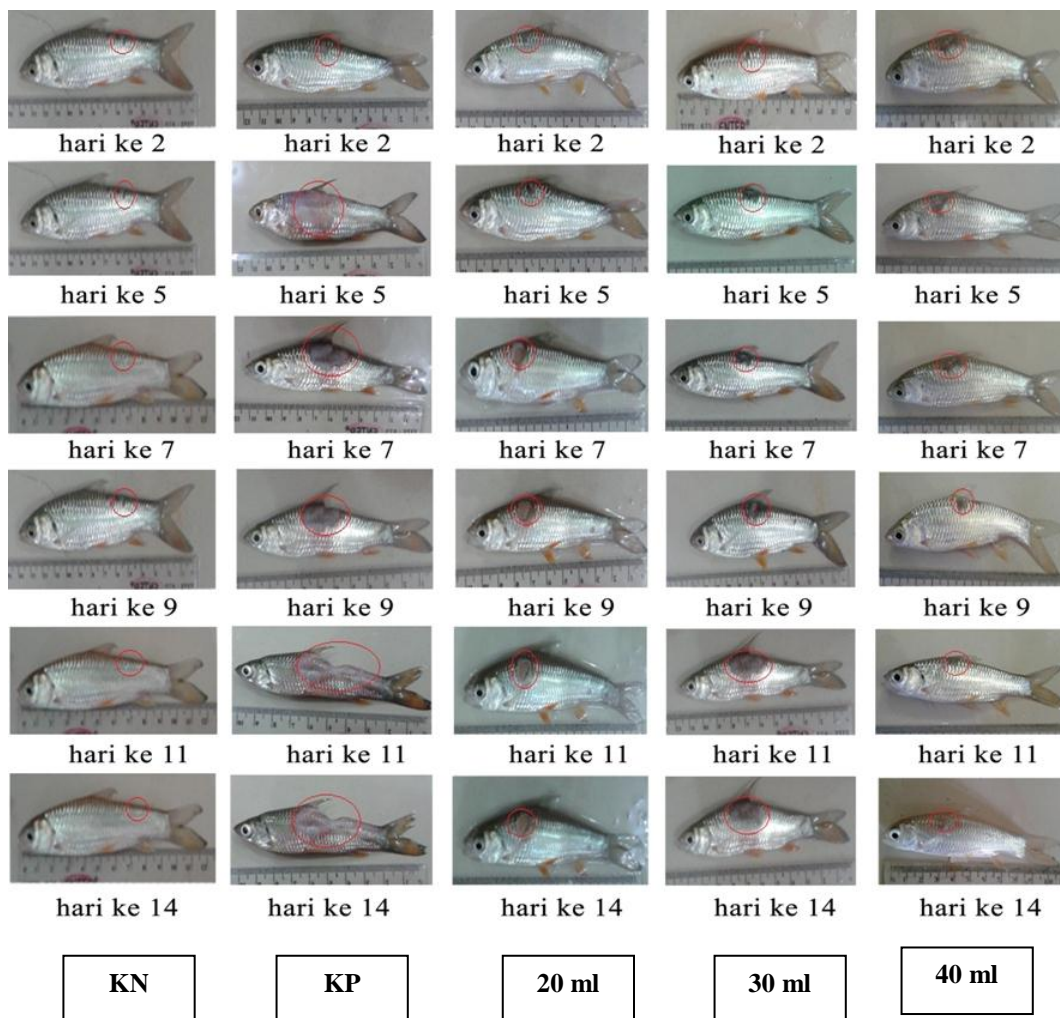 hari ke 2 hari ke 2 hari ke 2 hari ke 2 hari ke 2
hari ke 5 hari ke 5 hari ke 5 hari ke 5 hari ke 5
hari ke 7 hari ke 7 hari ke 7 hari ke 7 hari ke 7
hari ke 9 hari ke 9 hari ke 9 hari ke 9 hari ke 9
hari ke 11 hari ke 11 hari ke 11 hari ke 11 hari ke 11
hari ke 14 hari ke 14 hari ke 14 hari ke 14 hari ke 14
KN KP 20 ml 30 ml 40 ml